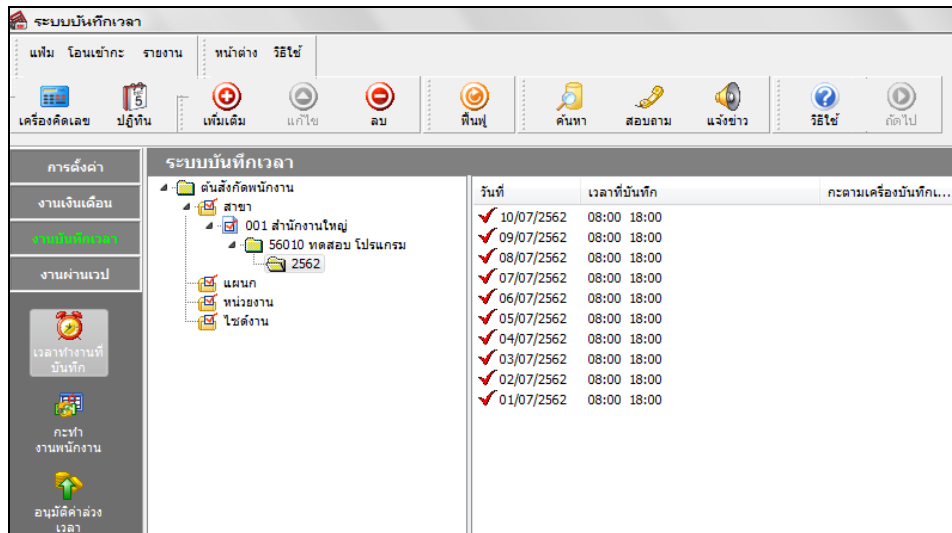 ระบบบันทึกเวลา
แฟ้ม โอนเข้ากะ รายงาน หน้าต่าง วิธีใช้
5
เครื่องคิดเลข ปฏิทิน เพิ่มเติม แก้ไข ลบ ฟื้นฟู ค้นหา สอบถาม แจ้งข่าว วิธีใช้ ถัดไป
การตั้งค่า
งานเงินเดือน
งานบันทึกเวลา
งานผ่านเวป
เวลาทำงานที่
บันทึก
กะทำ
งานพนักงาน
อนุมัติค่าล่วง
เวลา
ระบบบันทึกเวลา
ต้นสังกัดพนักงาน
สาขา
001 สำนักงานใหญ่
56010 ทดสอบ โปรแกรม
2562
แผนก
หน่วยงาน
ไซด์งาน
วันที่ เวลาที่บันทึก กะตามเครื่องบันทึกเ...
10/07/2562 08:00 18:00
09/07/2562 08:00 18:00
08/07/2562 08:00 18:00
07/07/2562 08:00 18:00
06/07/2562 08:00 18:00
05/07/2562 08:00 18:00
04/07/2562 08:00 18:00
03/07/2562 08:00 18:00
02/07/2562 08:00 18:00
01/07/2562 08:00 18:00